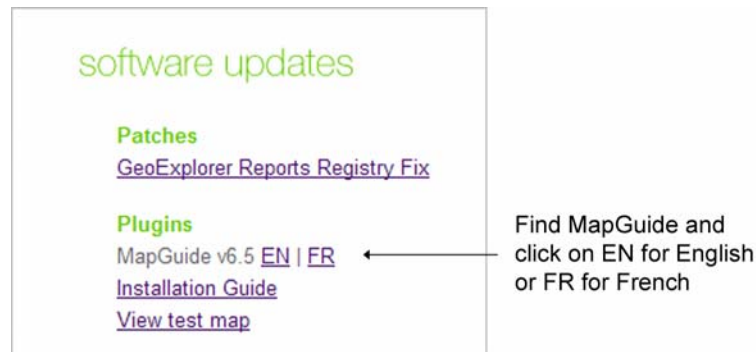 software updates
Patches
GeoExplorer Reports Registry Fix
Plugins
MapGuide v6.5 EN | FR
Installation Guide
View test map
Find MapGuide and
click on EN for English
or FR for French